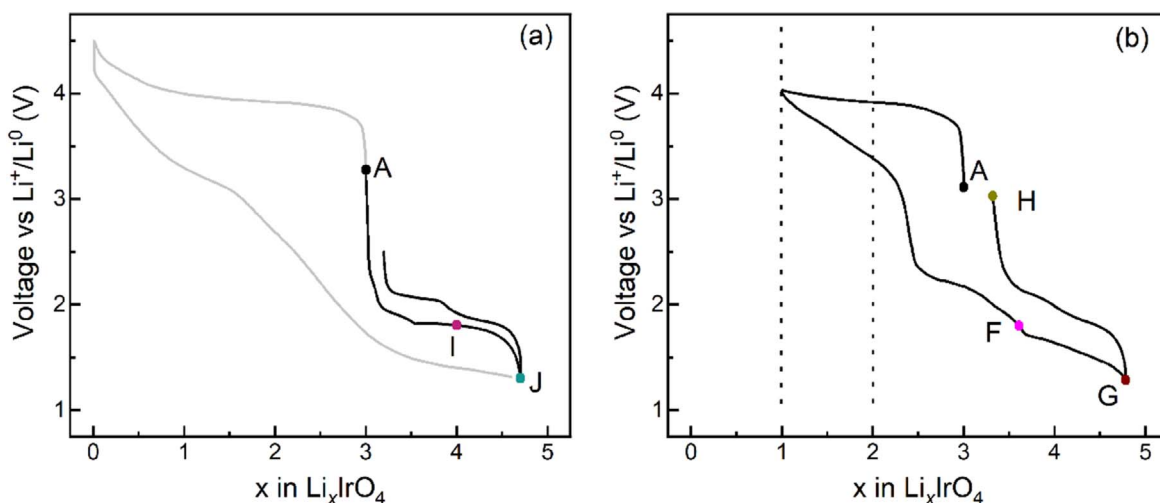 (a)
Voltage vs Li⁺/Li⁰ (V)
4
3
2
1
A
I
J
0 1 2 3 4 5
x in LiₓIrO₄
(b)
Voltage vs Li⁺/Li⁰ (V)
4
3
2
1
A
H
F
G
0 1 2 3 4 5
x in LiₓIrO₄